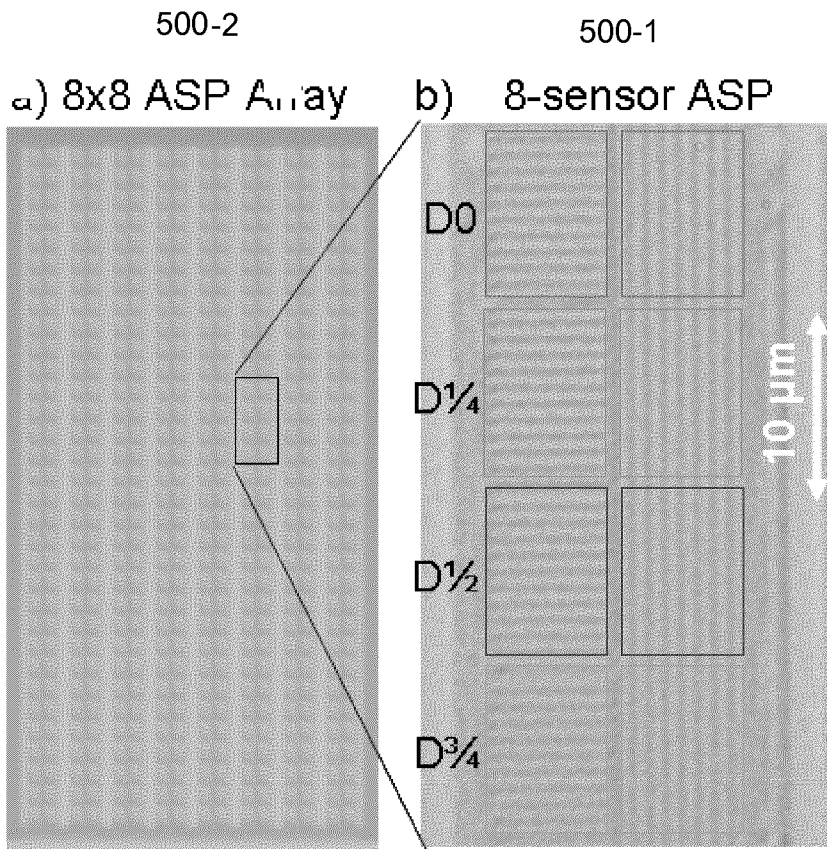 500-2
500-1
a) 8x8 ASP Array
b) 8-sensor ASP
D0
D¼
10 µm
D½
D¾